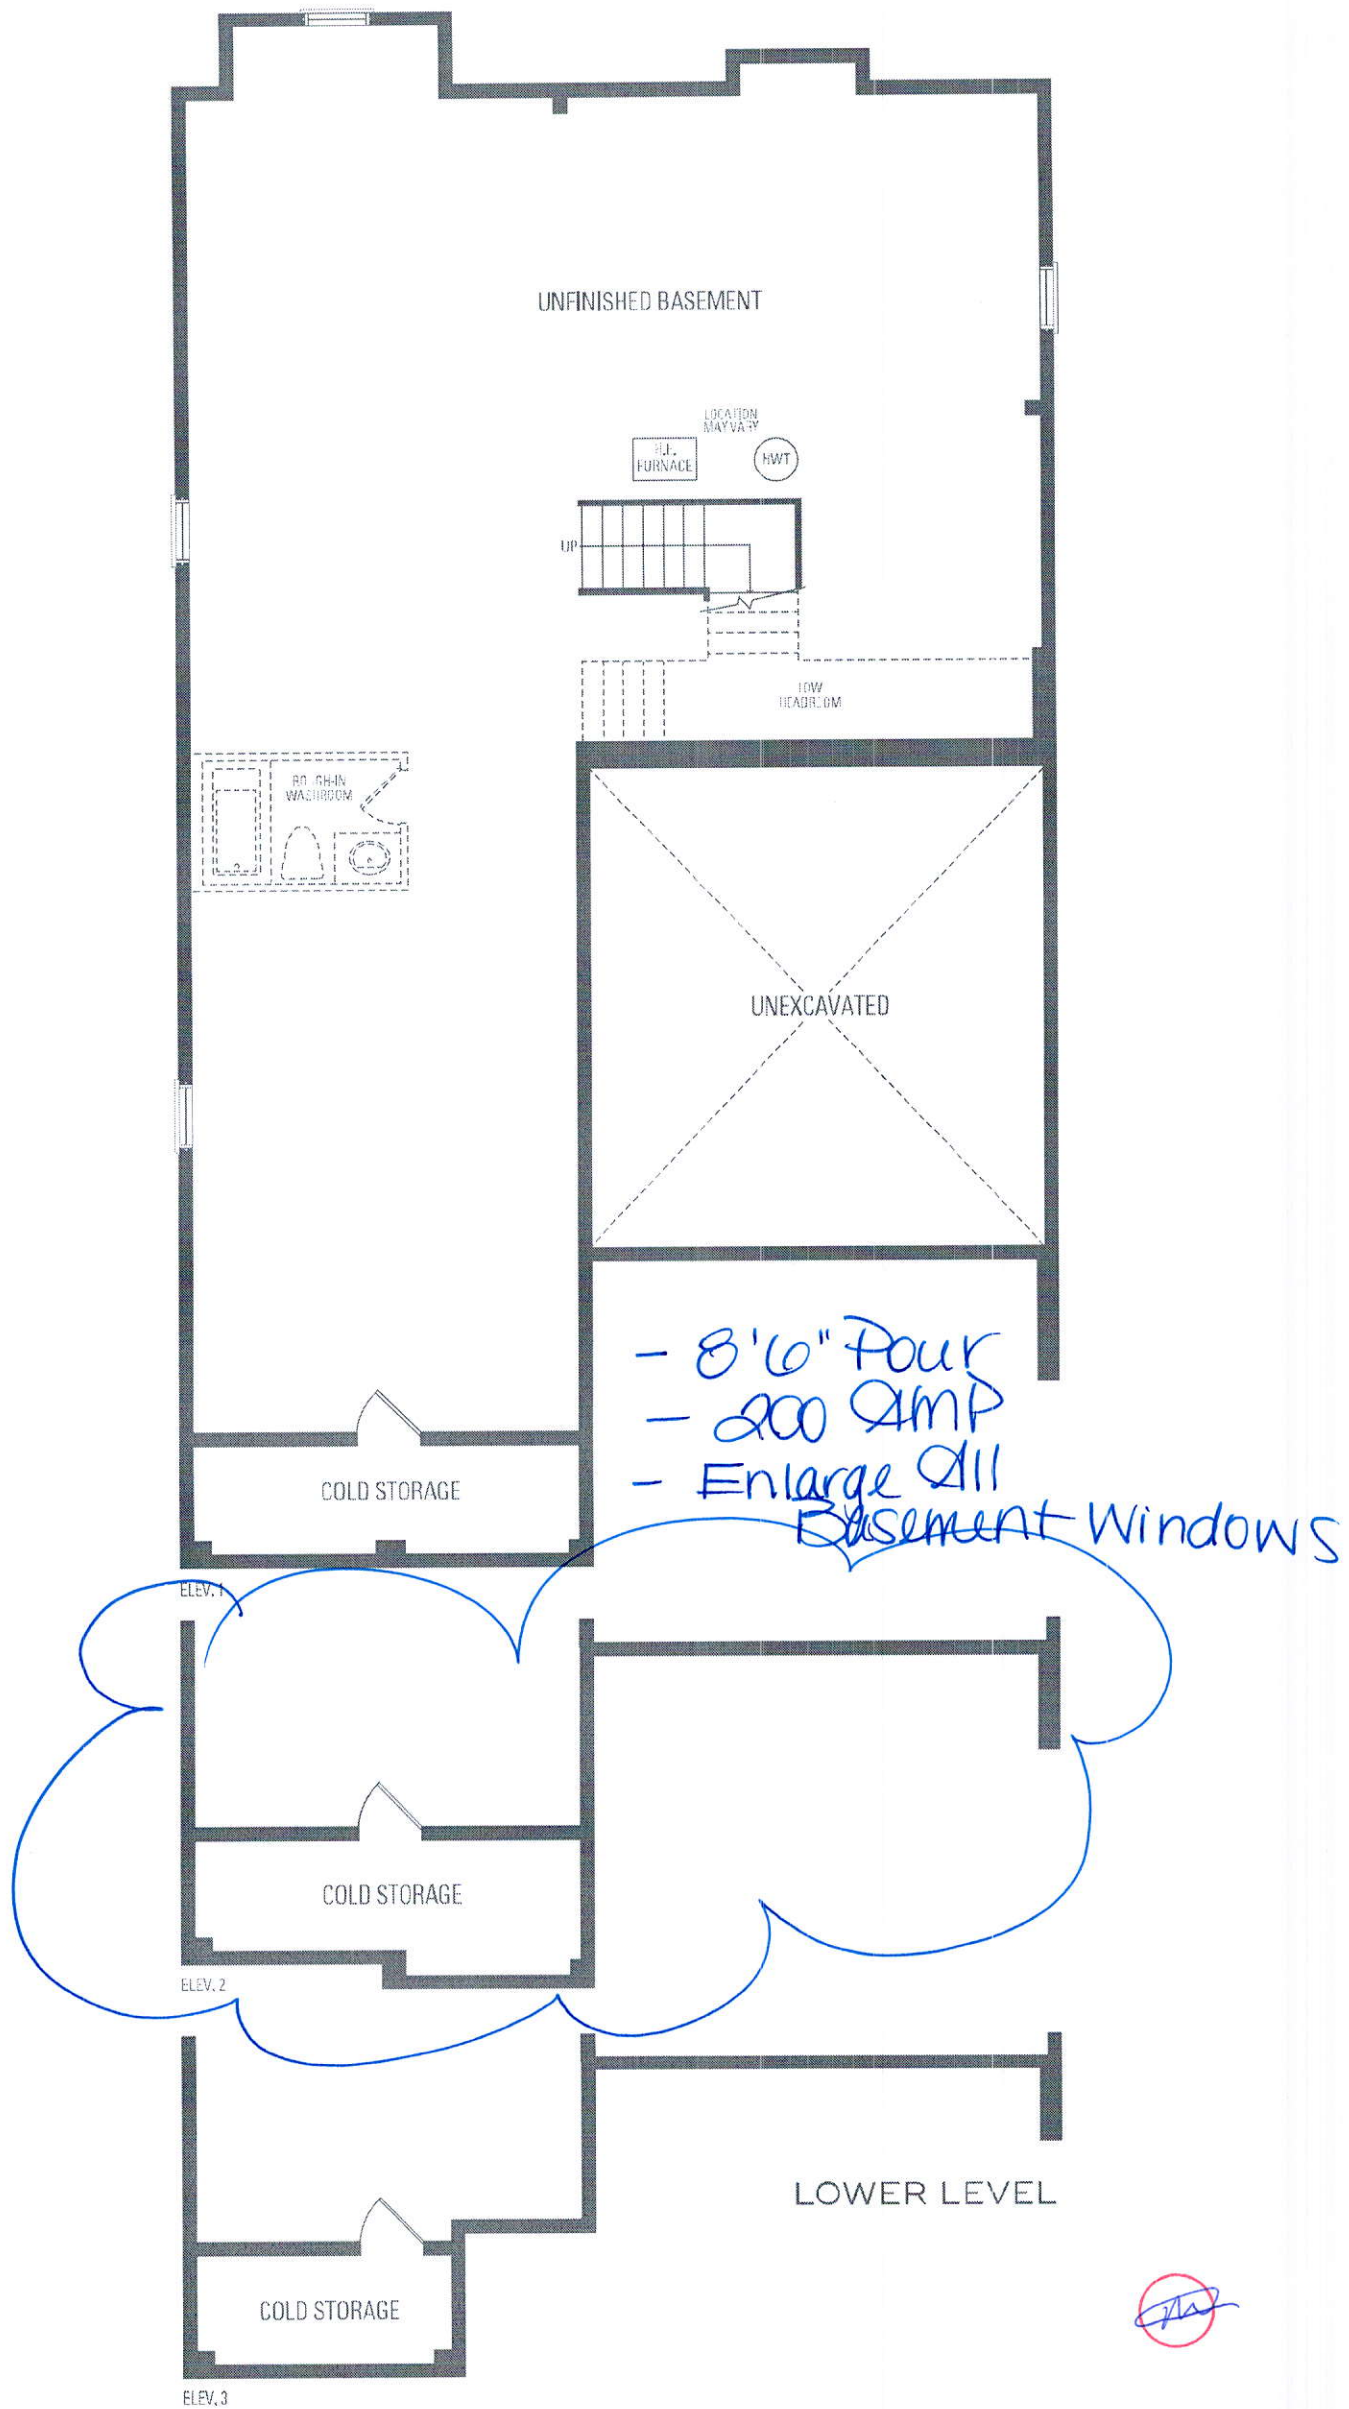 UNFINISHED BASEMENT
LOCATION
MAY VARY
FURNACE
HWT
UP
LOW
HEADROOM
ROUGH-IN
WASHROOM
UNEXCAVATED
- 8'6" Pour
- 200 AMP
- Enlarge All
Basement Windows
COLD STORAGE
ELEV. 1
COLD STORAGE
ELEV. 2
LOWER LEVEL
COLD STORAGE
ELEV. 3